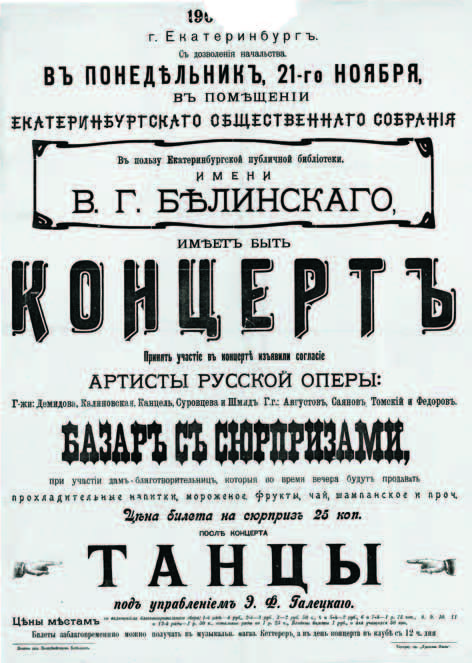 190
г. Екатеринбургъ.
Съ дозволенія начальства.
ВЪ ПОНЕДѢЛЬНИКЪ, 21-го НОЯБРЯ,
ВЪ ПОМѢЩЕНІИ
ЕКАТЕРИНБУРГСКАГО ОБЩЕСТВЕННАГО СОБРАНІЯ
Въ пользу Екатеринбургской публичной библіотеки.
ИМЕНИ
В. Г. БѢЛИНСКАГО,
ИМѢЕТЪ БЫТЬ
КОНЦЕРТЪ
Принять участіе въ концертѣ изъявили согласіе
АРТИСТЫ РУССКОЙ ОПЕРЫ:
Г-жи: Демидова, Калиновская, Канцель, Суровцева и Шмидъ. Г.г.: Августовъ, Саяновъ, Томскій и Федоровъ.
БАЗАРЪ СЪ СЮРПРИЗАМИ,
при участіи дамъ-благотворительницъ, которыя во время вечера будутъ продавать
прохладительные напитки, мороженое, фрукты, чай, шампанское и проч.
Цѣна билета на сюрпризъ 25 коп.
ПОСЛѢ КОНЦЕРТА
ТАНЦЫ
подъ управленіемъ Э. Ф. Галецкаго.
Цѣны мѣстамъ
Билеты заблаговременно можно получать въ музыкальн. магаз. Кеттереръ, а въ день концерта въ клубѣ съ 12 ч. дня